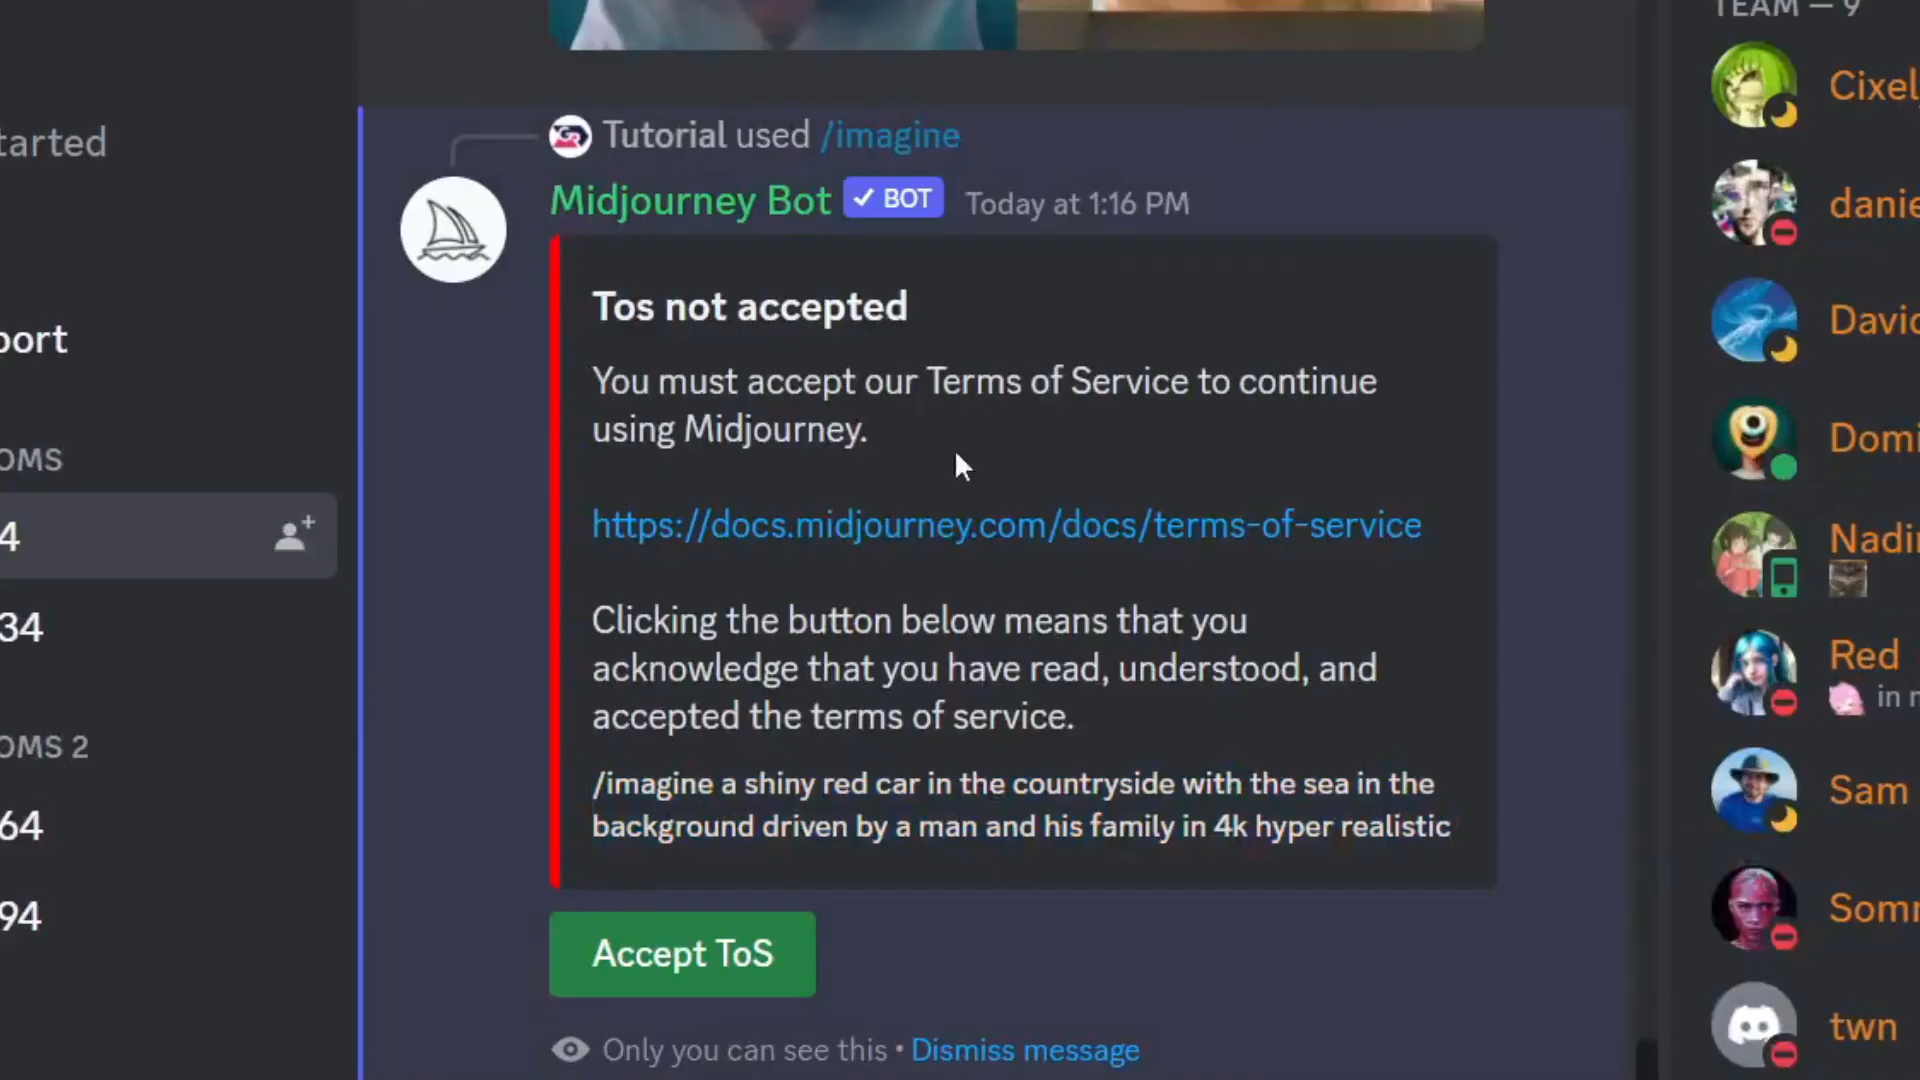 TEAM — 9
tarted
Tutorial used /imagine
Midjourney Bot ✓ BOT Today at 1:16 PM
Tos not accepted
You must accept our Terms of Service to continue
using Midjourney.
https://docs.midjourney.com/docs/terms-of-service
Clicking the button below means that you
acknowledge that you have read, understood, and
accepted the terms of service.
/imagine a shiny red car in the countryside with the sea in the
background driven by a man and his family in 4k hyper realistic
Accept ToS
Only you can see this • Dismiss message
port
OMS
4
34
OMS 2
64
94
Cixel
danie
David
Domi
Nadin
Red
in
Sam
Somn
twn